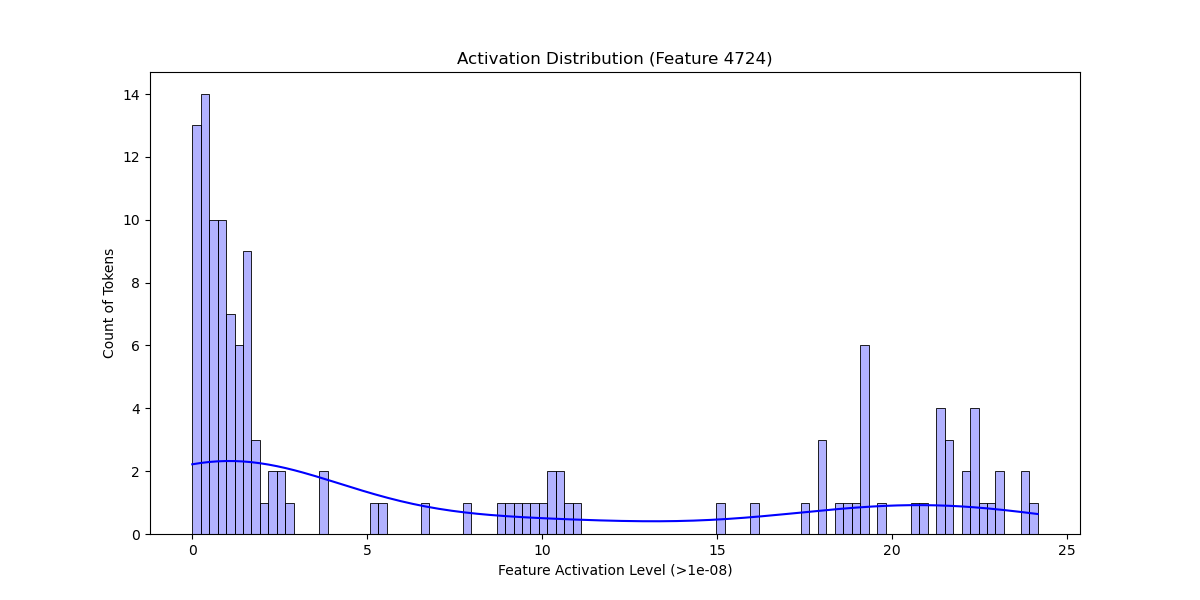 Activation Distribution (Feature 4724)
14
12
10
8
6
4
2
0
Count of Tokens
0 5 10 15 20 25
Feature Activation Level (>1e-08)